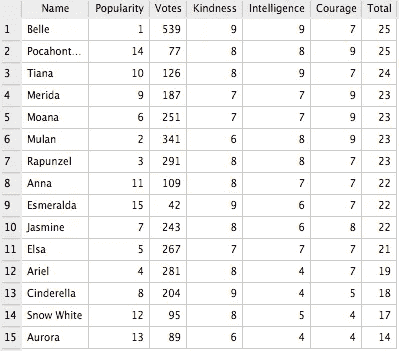 Name Popularity Votes Kindness Intelligence Courage Total
1 Belle 1 539 9 9 7 25
2 Pocahont... 14 77 8 8 9 25
3 Tiana 10 126 8 9 7 24
4 Merida 9 187 7 7 9 23
5 Moana 6 251 7 7 9 23
6 Mulan 2 341 6 8 9 23
7 Rapunzel 3 291 8 8 7 23
8 Anna 11 109 8 7 7 22
9 Esmeralda 15 42 9 6 7 22
10 Jasmine 7 243 8 6 8 22
11 Elsa 5 267 7 7 7 21
12 Ariel 4 281 8 4 7 19
13 Cinderella 8 204 9 4 5 18
14 Snow White 12 95 8 5 4 17
15 Aurora 13 89 6 4 4 14